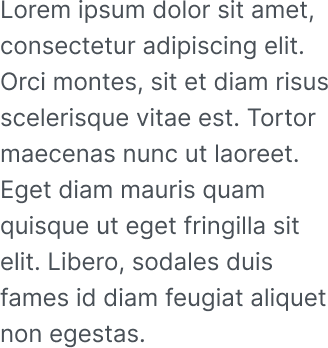 Lorem ipsum dolor sit amet,
consectetur adipiscing elit.
Orci montes, sit et diam risus
scelerisque vitae est. Tortor
maecenas nunc ut laoreet.
Eget diam mauris quam
quisque ut eget fringilla sit
elit. Libero, sodales duis
fames id diam feugiat aliquet
non egestas.